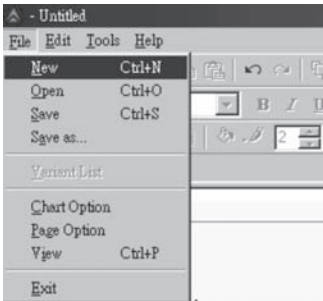 - Untitled
File Edit Tools Help
New Ctrl+N
Open Ctrl+O
Save Ctrl+S
Save as...
Variant List
Chart Option
Page Option
View Ctrl+P
Exit
B I U
2